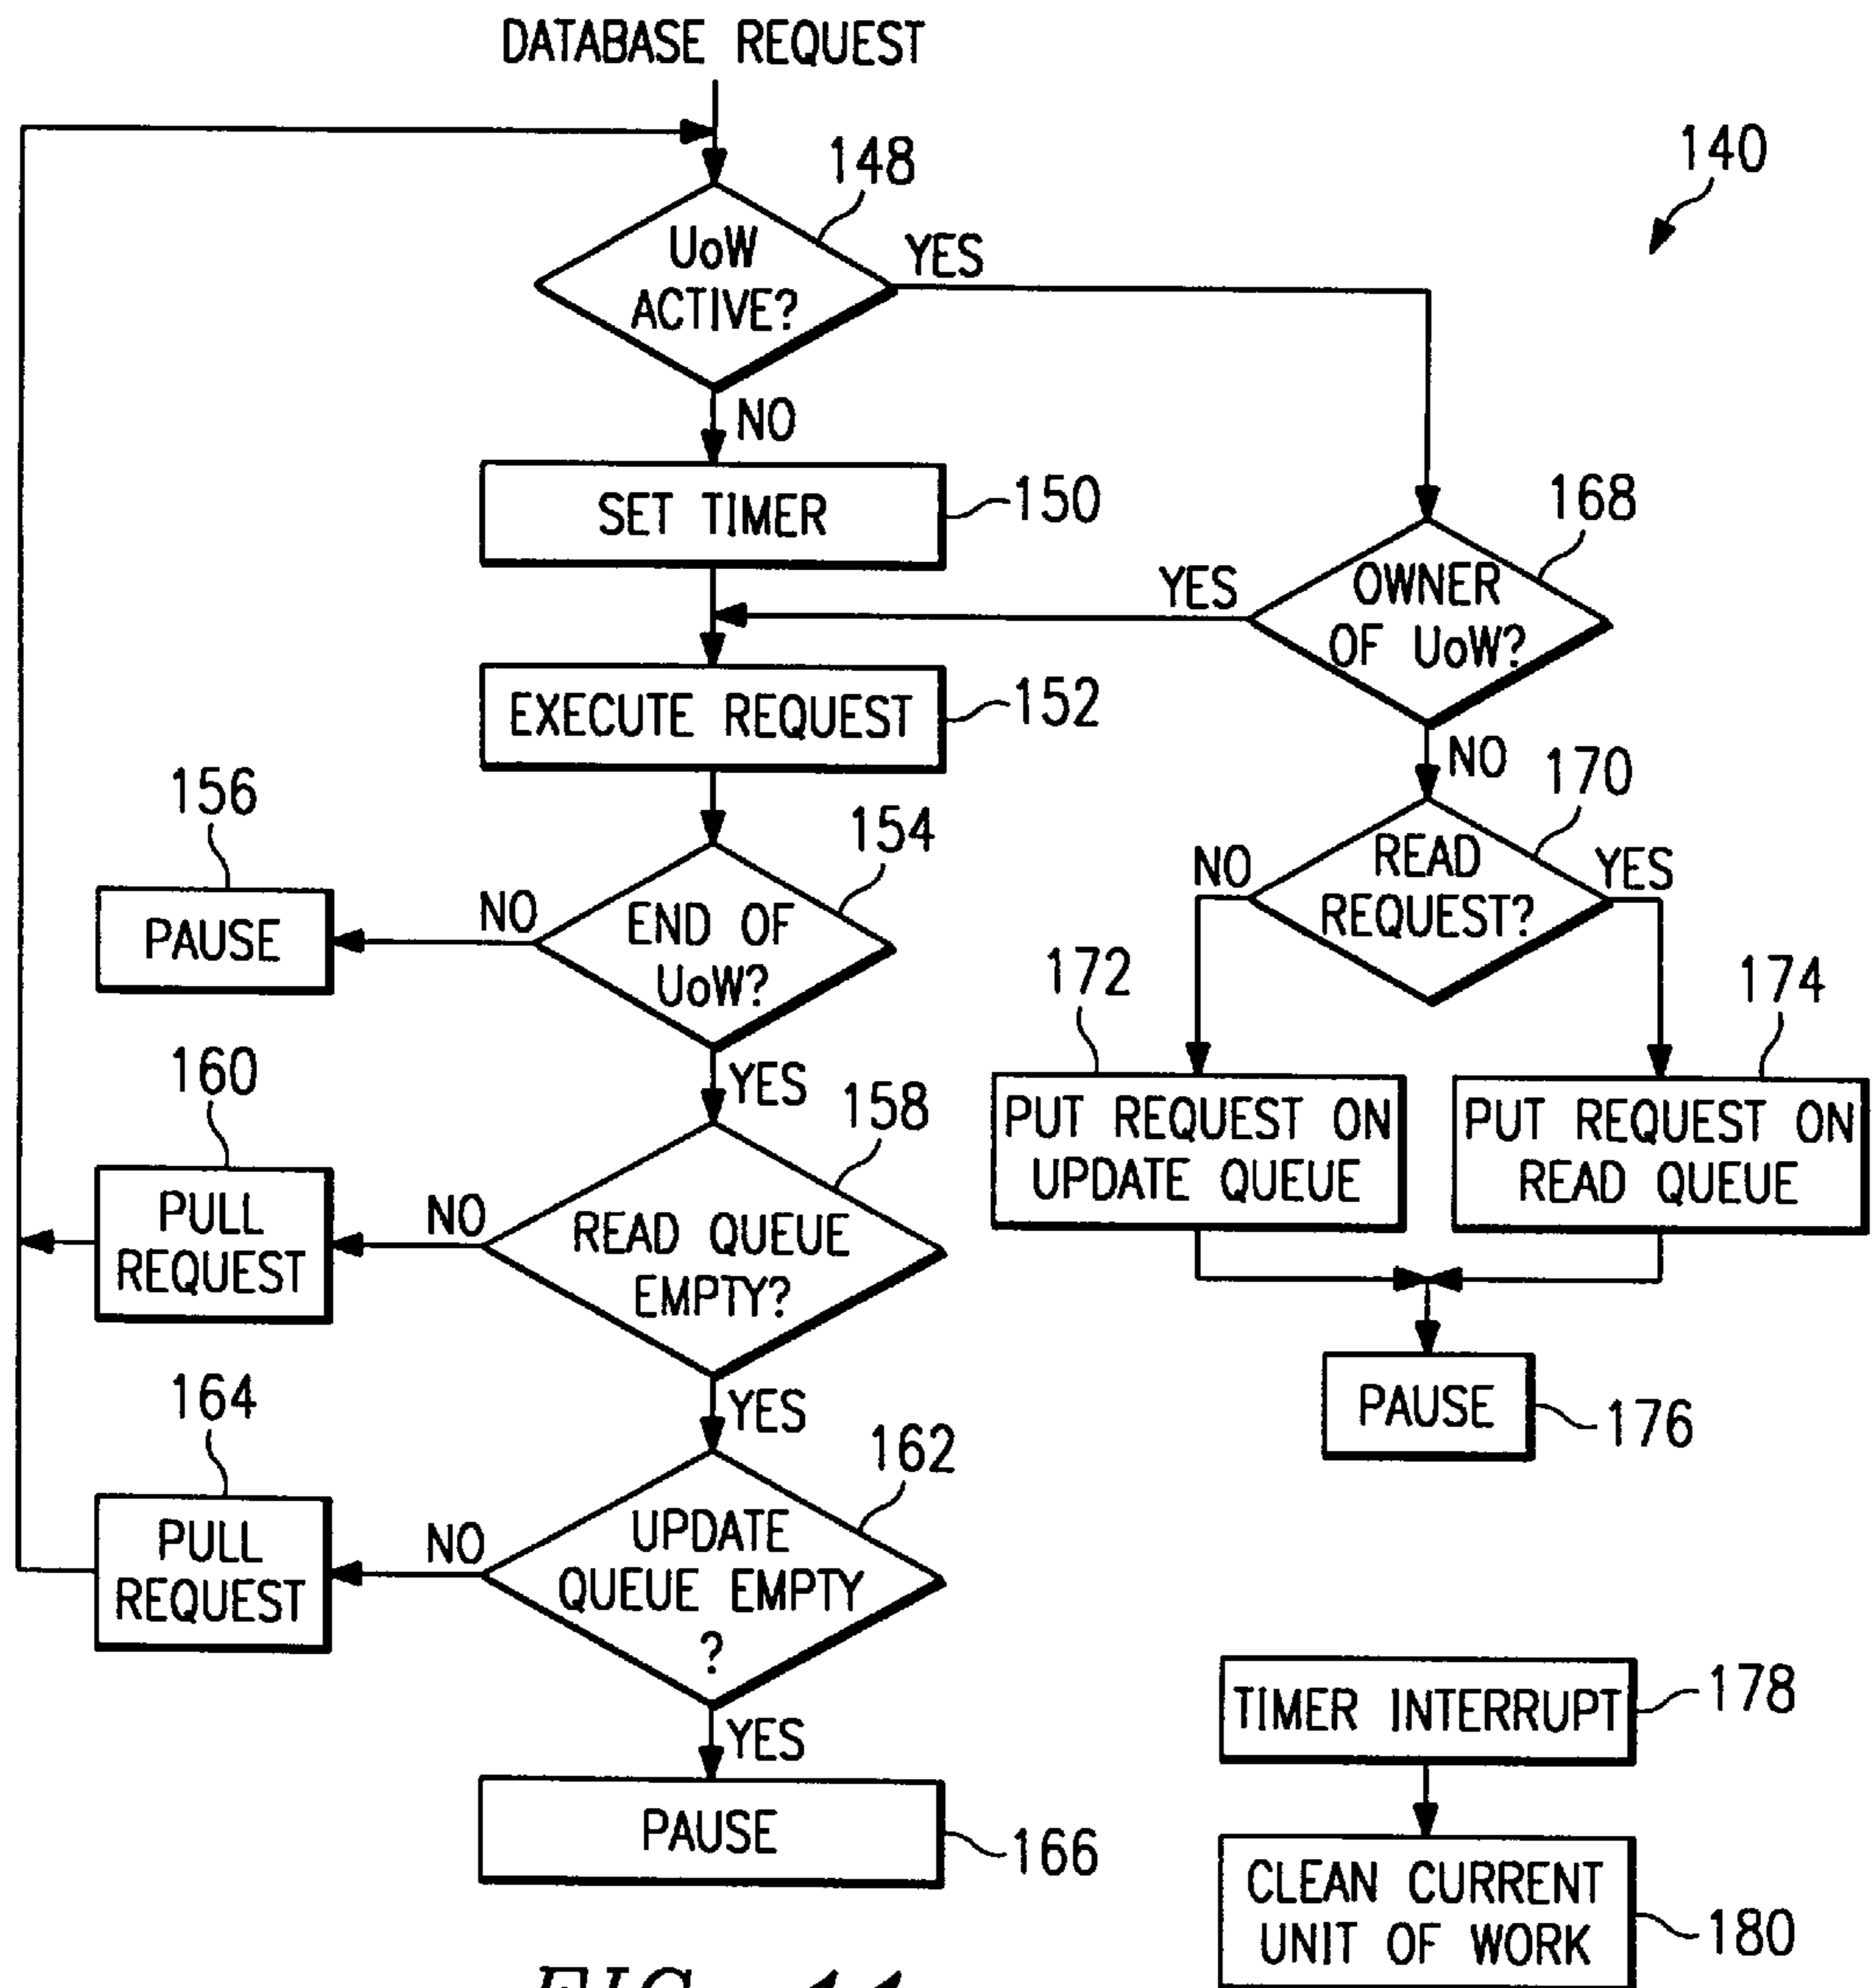 DATABASE REQUEST
140
148
UoW
ACTIVE?
YES
NO
SET TIMER
150
168
OWNER
OF UoW?
YES
NO
EXECUTE REQUEST
152
170
READ
REQUEST?
NO
YES
156
PAUSE
154
END OF
UoW?
NO
YES
172
PUT REQUEST ON
UPDATE QUEUE
174
PUT REQUEST ON
READ QUEUE
160
PULL
REQUEST
158
READ QUEUE
EMPTY?
NO
YES
PAUSE
176
164
PULL
REQUEST
162
UPDATE
QUEUE EMPTY
?
NO
YES
PAUSE
166
TIMER INTERRUPT
178
CLEAN CURRENT
UNIT OF WORK
180